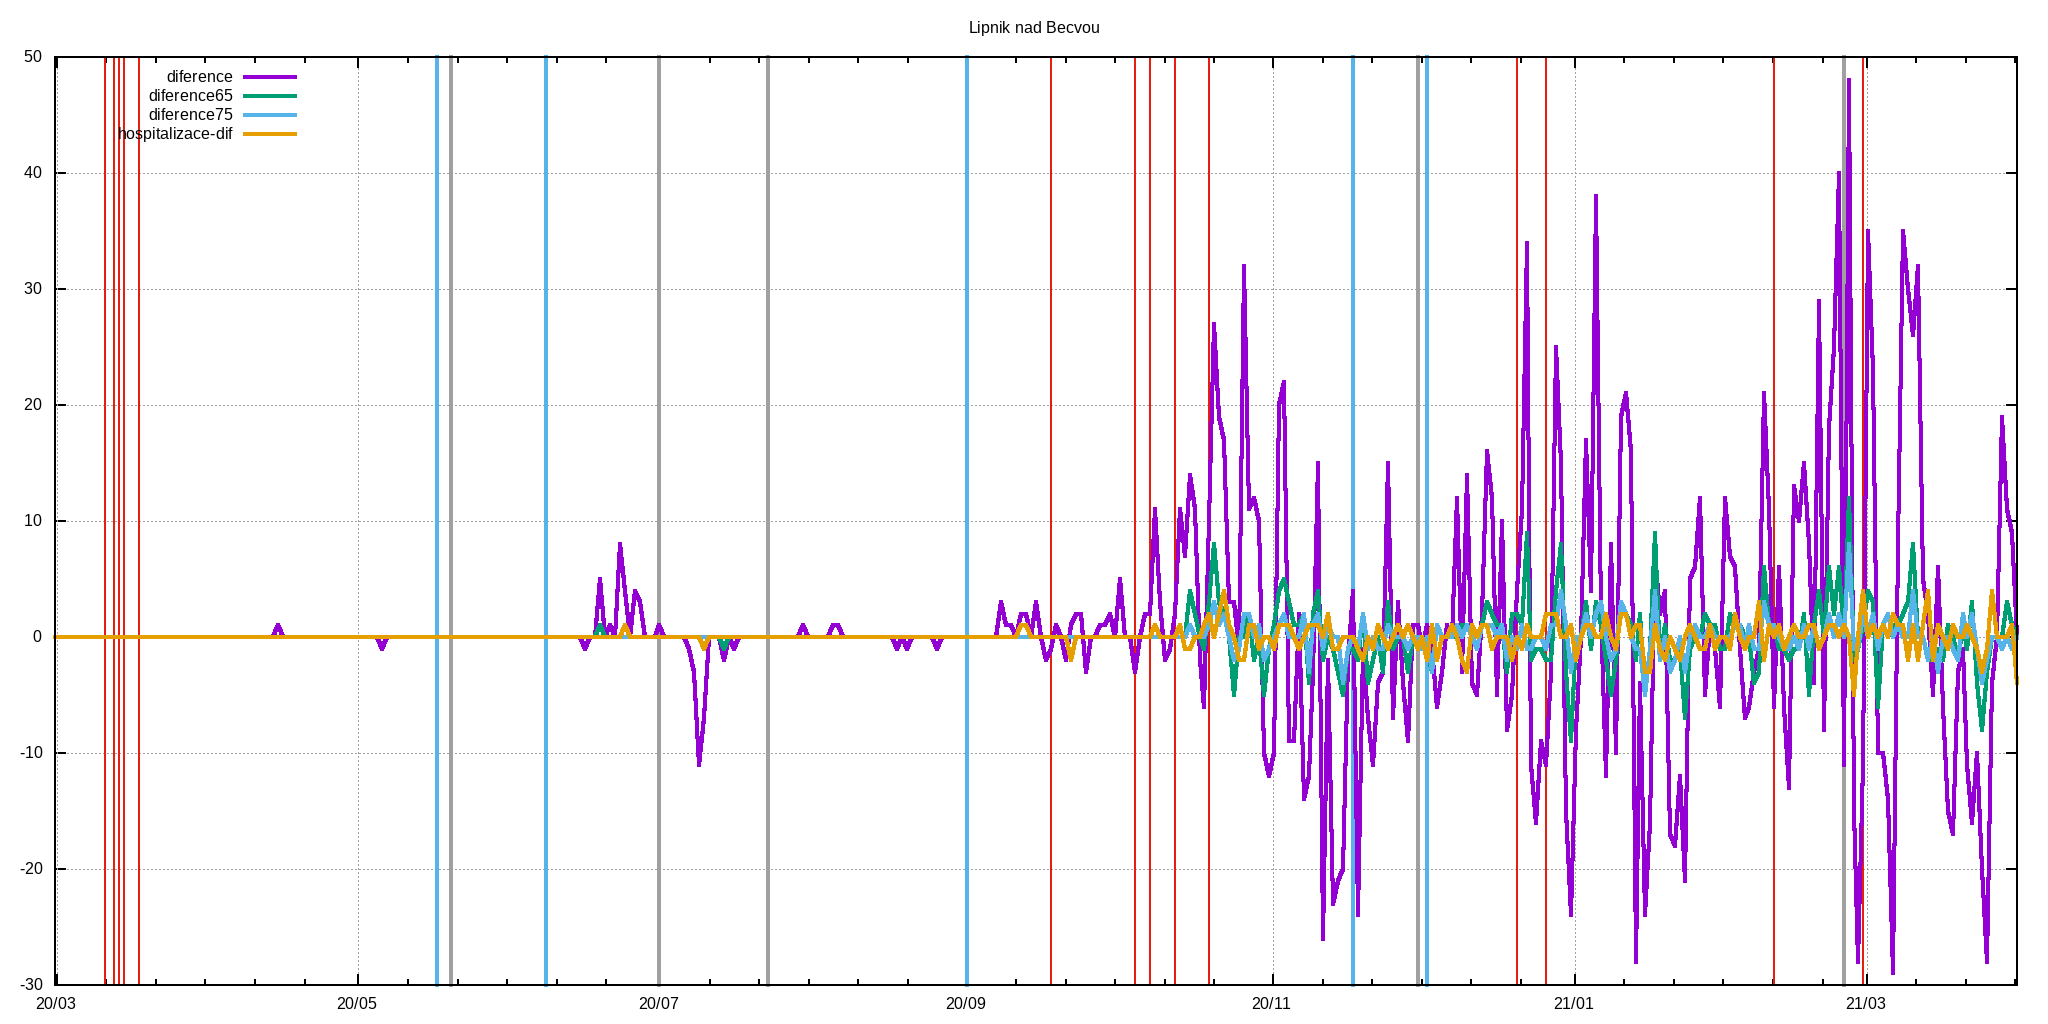 Lipnik nad Becvou
50
40
30
20
10
0
-10
-20
-30
diference
diference65
diference75
hospitalizace-dif
20/03 20/05 20/07 20/09 20/11 21/01 21/03